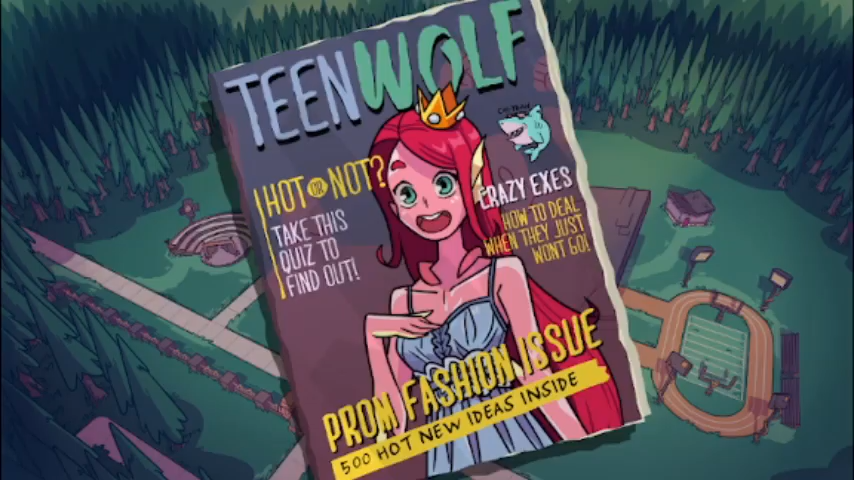 TEEN WOLF
HOT OR NOT?
TAKE THIS
QUIZ TO
FIND OUT!
CRAZY EXES
HOW TO DEAL
WHEN THEY JUST
WONT GO!
PROM FASHION ISSUE
500 HOT NEW IDEAS INSIDE